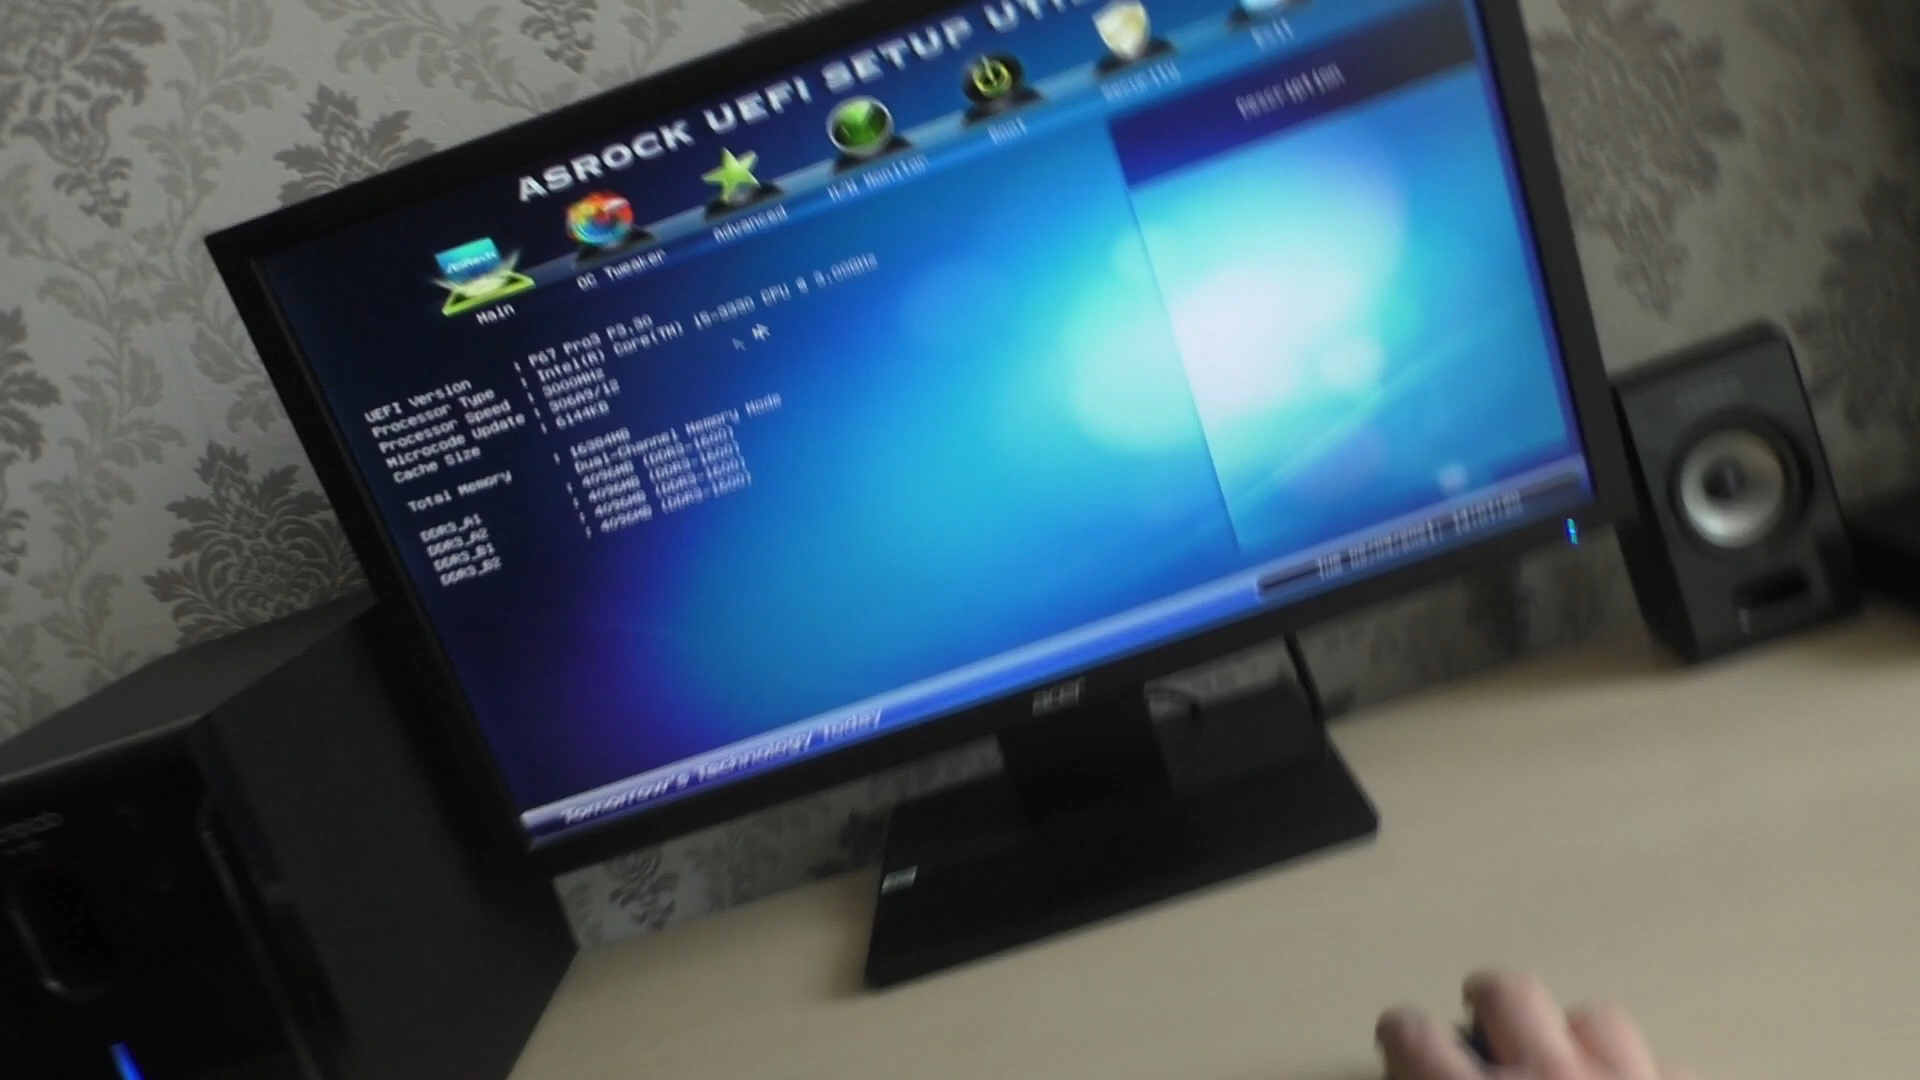 ASROCK UEFI SETUP
Main
OC Tweaker
Advanced
H/W Monitor
Boot
Security
Exit
Description
UEFI Version : P67 Pro3 P3.30
Processor Type : Intel(R) Core(TM) i5-3330 CPU @ 3.00GHz
Processor Speed : 3000MHz
Microcode Update : 306A9/12
Cache Size : 6144KB
Total Memory : 16384MB
Dual-Channel Memory Mode
DDR3_A1 : 4096MB (DDR3-1600)
DDR3_A2 : 4096MB (DDR3-1600)
DDR3_B1 : 4096MB (DDR3-1600)
DDR3_B2 : 4096MB (DDR3-1600)
Tomorrow's Technology Today
acer